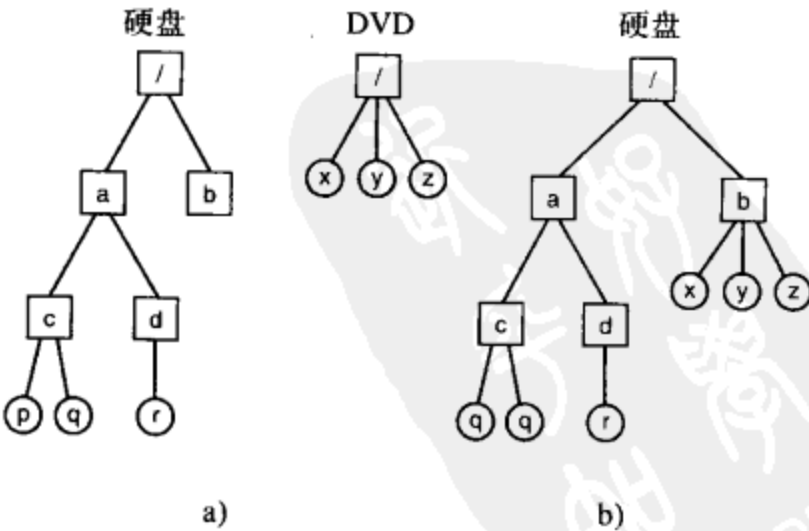 硬盘 DVD 硬盘
/ / /
a b x y z a b
c d c d x y z
p q r q q r
a) b)